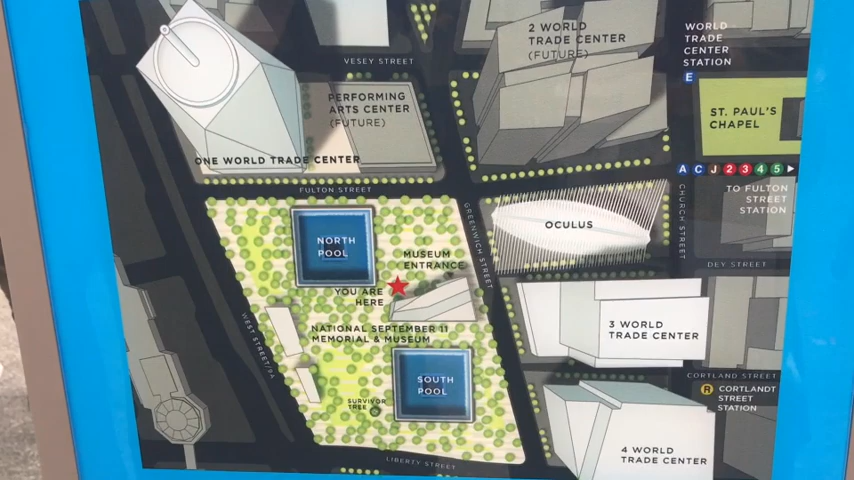 VESEY STREET
2 WORLD
TRADE CENTER
(FUTURE)
WORLD
TRADE
CENTER
STATION
E
PERFORMING
ARTS CENTER
(FUTURE)
ST. PAUL'S
CHAPEL
ONE WORLD TRADE CENTER
A C J 2 3 4 5
TO FULTON
STREET
STATION
FULTON STREET
GREENWICH STREET
CHURCH STREET
OCULUS
NORTH
POOL
MUSEUM
ENTRANCE
DEY STREET
YOU ARE
HERE
NATIONAL SEPTEMBER 11
MEMORIAL & MUSEUM
3 WORLD
TRADE CENTER
WEST STREET/9A
SOUTH
POOL
CORTLAND STREET
R CORTLANDT
STREET
STATION
SURVIVOR
TREE
4 WORLD
TRADE CENTER
LIBERTY STREET